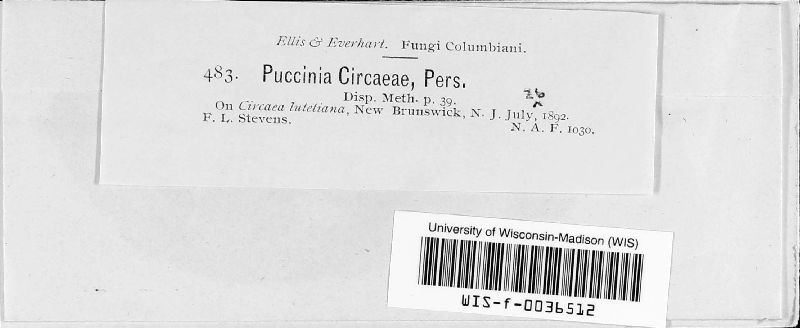 Ellis & Everhart. Fungi Columbiani.
483. Puccinia Circaeae, Pers.
Disp. Meth. p. 39.
26
On Circaea lutetiana, New Brunswick, N. J. July, ^ 1892.
F. L. Stevens.
N. A. F. 1030.
University of Wisconsin-Madison (WIS)
WIS-f-0036512